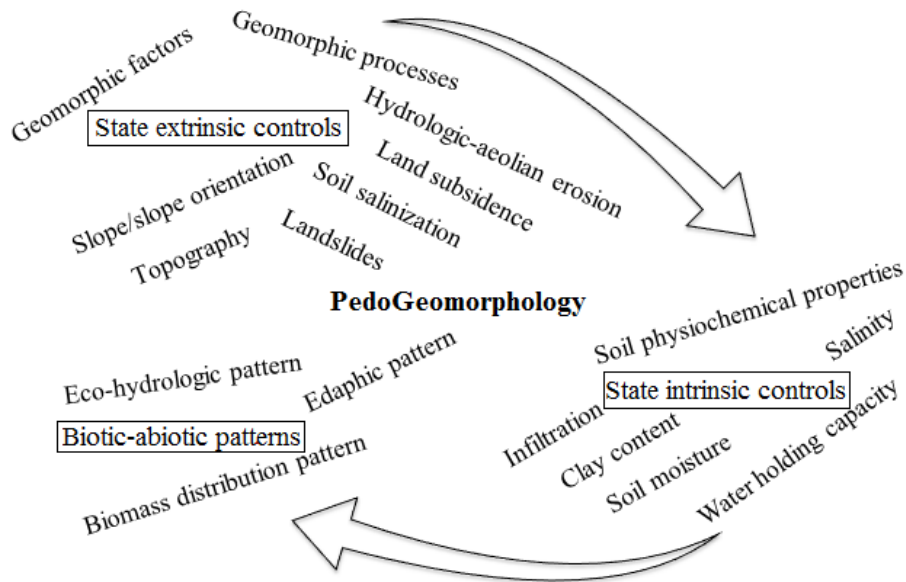 Geomorphic factors
Geomorphic processes
State extrinsic controls
Hydrologic-aeolian erosion
Land subsidence
Soil salinization
Landslides
Slope/slope orientation
Topography
PedoGeomorphology
Soil physiochemical properties
Salinity
State intrinsic controls
Infiltration
Clay content
Soil moisture
Water holding capacity
Eco-hydrologic pattern
Edaphic pattern
Biotic-abiotic patterns
Biomass distribution pattern